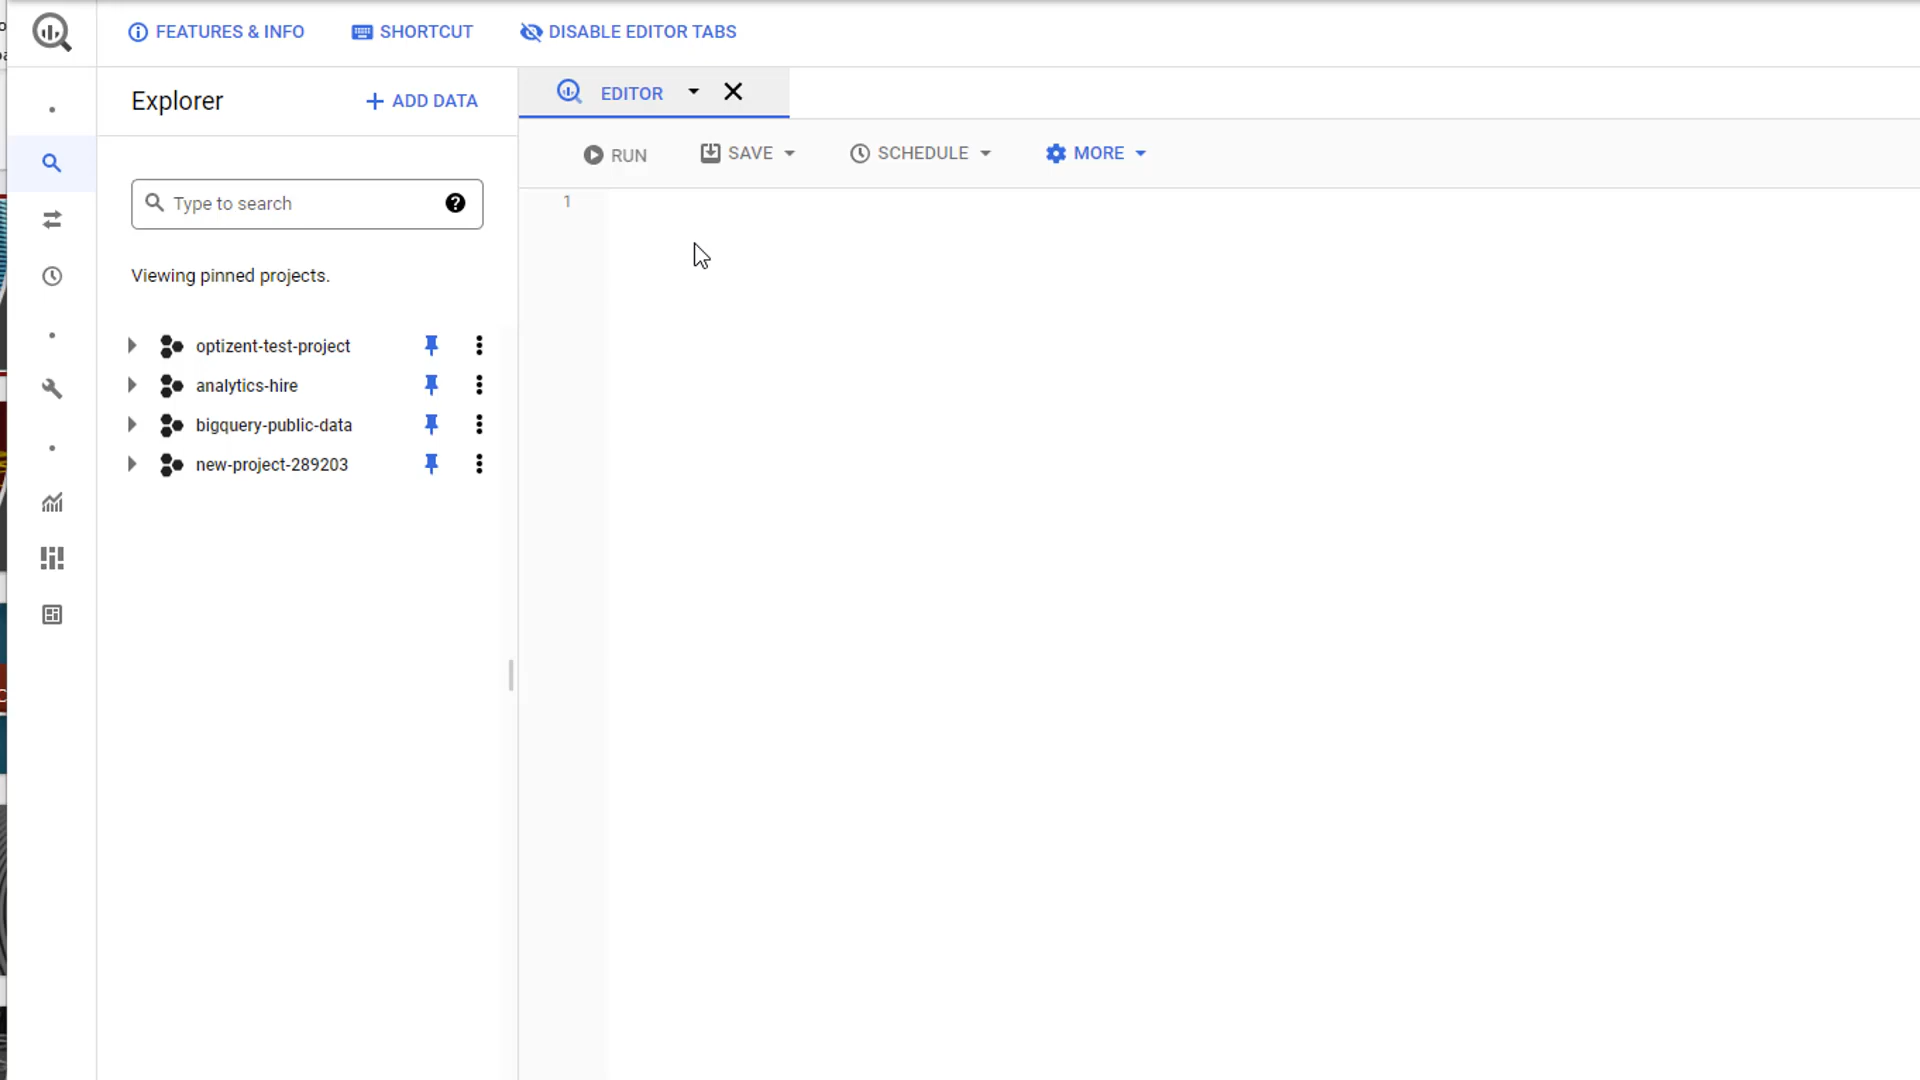 FEATURES & INFO
SHORTCUT
DISABLE EDITOR TABS
Explorer
ADD DATA
EDITOR
RUN
SAVE
SCHEDULE
MORE
Type to search
?
1
Viewing pinned projects.
optizent-test-project
analytics-hire
bigquery-public-data
new-project-289203